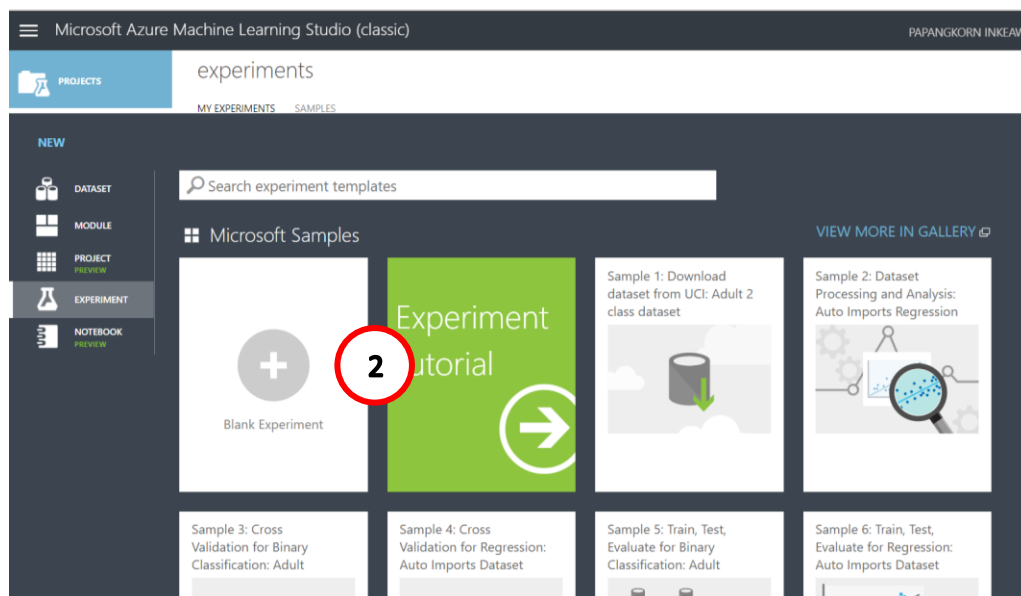 Microsoft Azure Machine Learning Studio (classic)
PAPANGKORN INKEAW
PROJECTS
experiments
MY EXPERIMENTS
SAMPLES
NEW
DATASET
MODULE
PROJECT
PREVIEW
EXPERIMENT
NOTEBOOK
PREVIEW
Search experiment templates
Microsoft Samples
VIEW MORE IN GALLERY
Blank Experiment
2
Experiment
utorial
Sample 1: Download
dataset from UCI: Adult 2
class dataset
Sample 2: Dataset
Processing and Analysis:
Auto Imports Regression
Sample 3: Cross
Validation for Binary
Classification: Adult
Sample 4: Cross
Validation for Regression:
Auto Imports Dataset
Sample 5: Train, Test,
Evaluate for Binary
Classification: Adult
Sample 6: Train, Test,
Evaluate for Regression:
Auto Imports Dataset